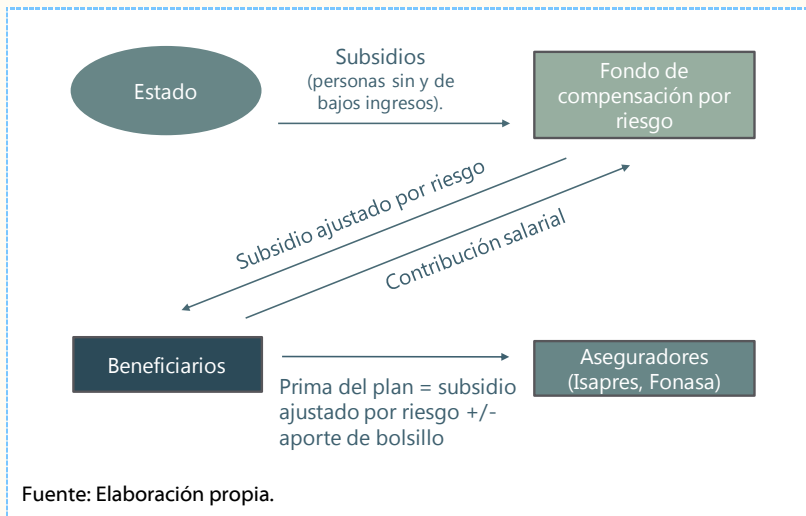 Estado
Subsidios
(personas sin y de
bajos ingresos).
Fondo de
compensación por
riesgo
Subsidio ajustado por riesgo
Contribución salarial
Beneficiarios
Prima del plan = subsidio
ajustado por riesgo +/-
aporte de bolsillo
Aseguradores
(Isapres, Fonasa)
Fuente: Elaboración propia.